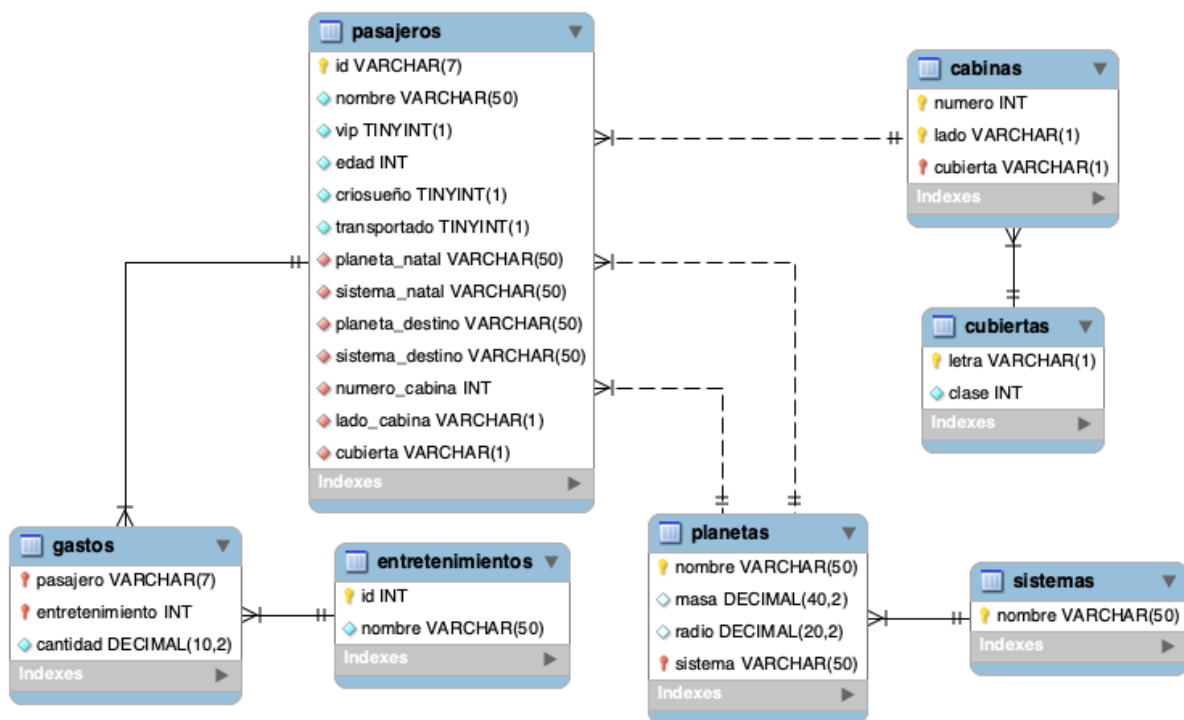 pasajeros
id VARCHAR(7)
nombre VARCHAR(50)
vip TINYINT(1)
edad INT
criosueño TINYINT(1)
transportado TINYINT(1)
planeta_natal VARCHAR(50)
sistema_natal VARCHAR(50)
planeta_destino VARCHAR(50)
sistema_destino VARCHAR(50)
numero_cabina INT
lado_cabina VARCHAR(1)
cubierta VARCHAR(1)
Indexes
cabinas
numero INT
lado VARCHAR(1)
cubierta VARCHAR(1)
Indexes
cubiertas
letra VARCHAR(1)
clase INT
Indexes
gastos
pasajero VARCHAR(7)
entretenimiento INT
cantidad DECIMAL(10,2)
Indexes
entretenimientos
id INT
nombre VARCHAR(50)
Indexes
planetas
nombre VARCHAR(50)
masa DECIMAL(40,2)
radio DECIMAL(20,2)
sistema VARCHAR(50)
Indexes
sistemas
nombre VARCHAR(50)
Indexes